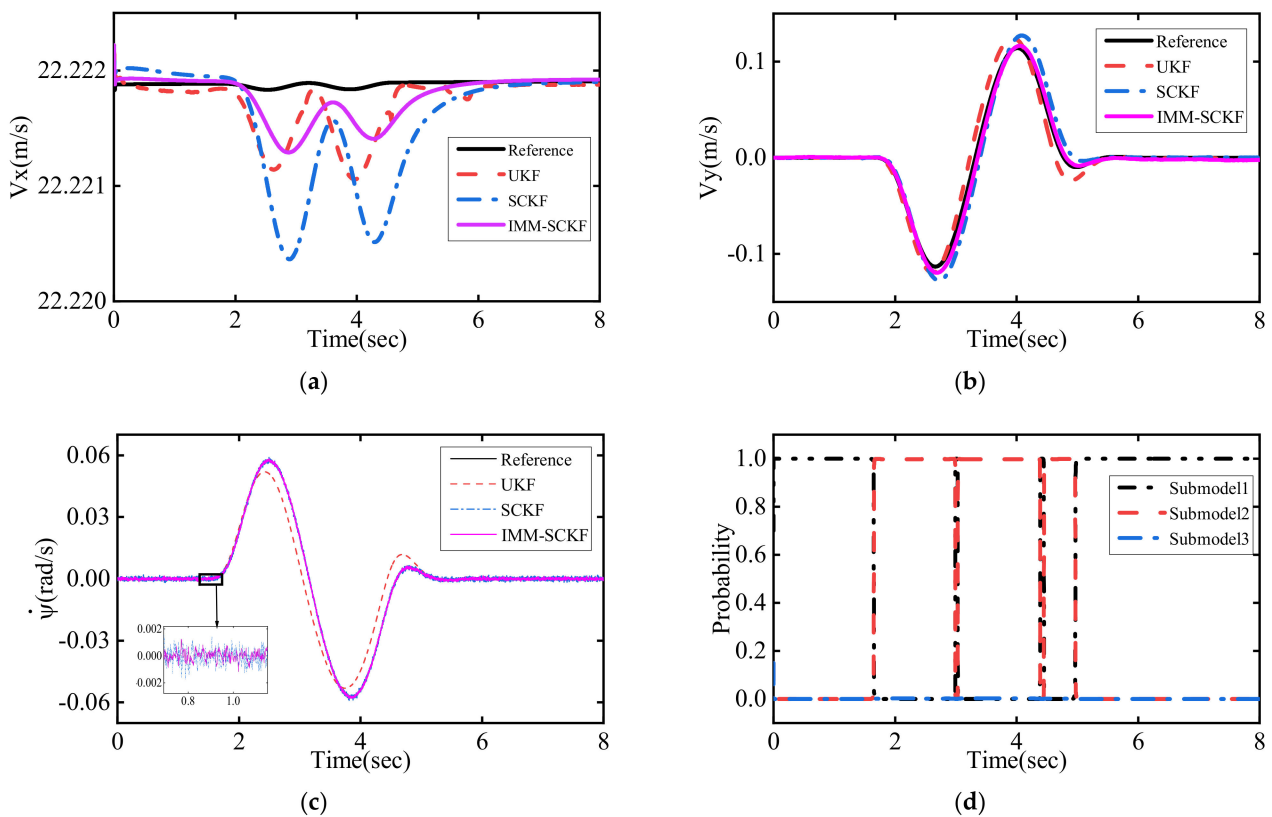 22.222
22.221
22.220
Vx(m/s)
Reference
UKF
SCKF
IMM-SCKF
0 2 4 6 8
Time(sec)
(a)
0.1
0.0
-0.1
Vy(m/s)
Reference
UKF
SCKF
IMM-SCKF
0 2 4 6 8
Time(sec)
(b)
0.06
0.03
0.00
-0.03
-0.06
ψ̇(rad/s)
Reference
UKF
SCKF
IMM-SCKF
0.002
0.000
-0.002
0.8 1.0
0 2 4 6 8
Time(sec)
(c)
1.0
0.8
0.6
0.4
0.2
0.0
Probability
Submodel1
Submodel2
Submodel3
0 2 4 6 8
Time(sec)
(d)